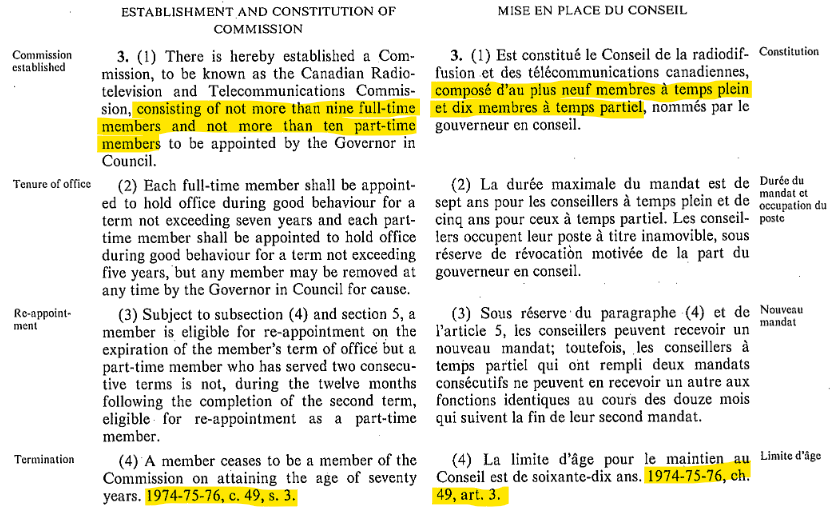 ESTABLISHMENT AND CONSTITUTION OF
COMMISSION
Commission
established
3. (1) There is hereby established a Com-
mission, to be known as the Canadian Radio-
television and Telecommunications Commis-
sion, consisting of not more than nine full-time
members and not more than ten part-time
members to be appointed by the Governor in
Council.
Tenure of office
(2) Each full-time member shall be appoint-
ed to hold office during good behaviour for a
term not exceeding seven years and each part-
time member shall be appointed to hold office
during good behaviour for a term not exceeding
five years, but any member may be removed at
any time by the Governor in Council for cause.
Re-appoint-
ment
(3) Subject to subsection (4) and section 5, a
member is eligible for re-appointment on the
expiration of the member's term of office but a
part-time member who has served two consecu-
tive terms is not, during the twelve months
following the completion of the second term,
eligible for re-appointment as a part-time
member.
Termination
(4) A member ceases to be a member of the
Commission on attaining the age of seventy
years. 1974-75-76, c. 49, s. 3.
MISE EN PLACE DU CONSEIL
3. (1) Est constitué le Conseil de la radiodif-
fusion et des télécommunications canadiennes,
composé d'au plus neuf membres à temps plein
et dix membres à temps partiel, nommés par le
gouverneur en conseil.
Constitution
(2) La durée maximale du mandat est de
sept ans pour les conseillers à temps plein et de
cinq ans pour ceux à temps partiel. Les conseil-
lers occupent leur poste à titre inamovible, sous
réserve de révocation motivée de la part du
gouverneur en conseil.
Durée du
mandat et
occupation du
poste
(3) Sous réserve du paragraphe (4) et de
l'article 5, les conseillers peuvent recevoir un
nouveau mandat; toutefois, les conseillers à
temps partiel qui ont rempli deux mandats
consécutifs ne peuvent en recevoir un autre aux
fonctions identiques au cours des douze mois
qui suivent la fin de leur second mandat.
Nouveau
mandat
(4) La limite d'âge pour le maintien au
Conseil est de soixante-dix ans. 1974-75-76, ch.
49, art. 3.
Limite d'âge